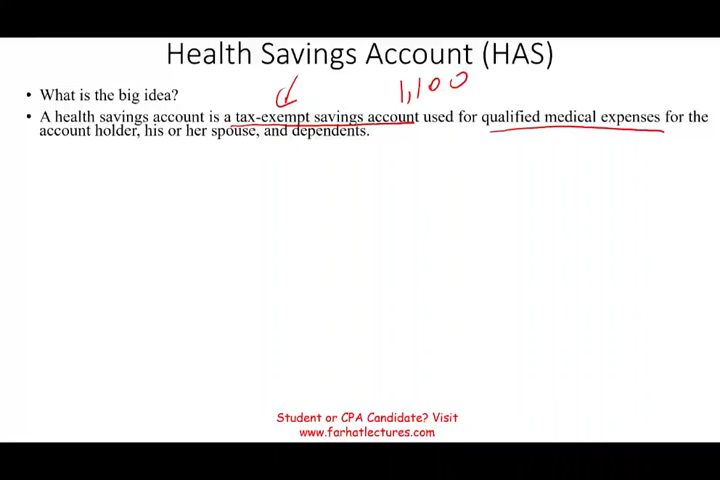 Health Savings Account (HAS)
1,100
• What is the big idea?
• A health savings account is a tax-exempt savings account used for qualified medical expenses for the
account holder, his or her spouse, and dependents.
Student or CPA Candidate? Visit
www.farhatlectures.com